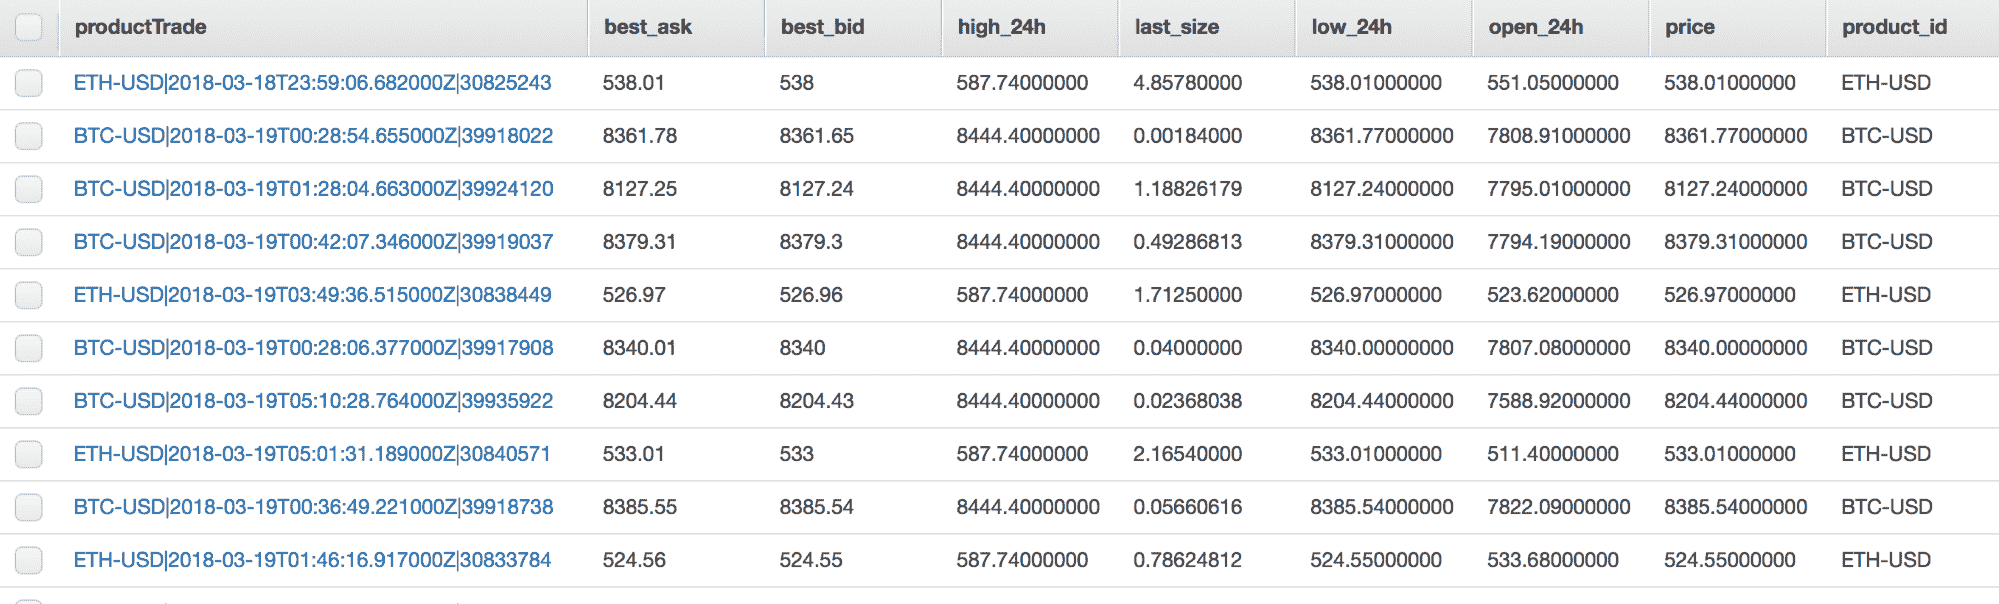 productTrade best_ask best_bid high_24h last_size low_24h open_24h price product_id
ETH-USD|2018-03-18T23:59:06.682000Z|30825243 538.01 538 587.74000000 4.85780000 538.01000000 551.05000000 538.01000000 ETH-USD
BTC-USD|2018-03-19T00:28:54.655000Z|39918022 8361.78 8361.65 8444.40000000 0.00184000 8361.77000000 7808.91000000 8361.77000000 BTC-USD
BTC-USD|2018-03-19T01:28:04.663000Z|39924120 8127.25 8127.24 8444.40000000 1.18826179 8127.24000000 7795.01000000 8127.24000000 BTC-USD
BTC-USD|2018-03-19T00:42:07.346000Z|39919037 8379.31 8379.3 8444.40000000 0.49286813 8379.31000000 7794.19000000 8379.31000000 BTC-USD
ETH-USD|2018-03-19T03:49:36.515000Z|30838449 526.97 526.96 587.74000000 1.71250000 526.97000000 523.62000000 526.97000000 ETH-USD
BTC-USD|2018-03-19T00:28:06.377000Z|39917908 8340.01 8340 8444.40000000 0.04000000 8340.00000000 7807.08000000 8340.00000000 BTC-USD
BTC-USD|2018-03-19T05:10:28.764000Z|39935922 8204.44 8204.43 8444.40000000 0.02368038 8204.44000000 7588.92000000 8204.44000000 BTC-USD
ETH-USD|2018-03-19T05:01:31.189000Z|30840571 533.01 533 587.74000000 2.16540000 533.01000000 511.40000000 533.01000000 ETH-USD
BTC-USD|2018-03-19T00:36:49.221000Z|39918738 8385.55 8385.54 8444.40000000 0.05660616 8385.54000000 7822.09000000 8385.54000000 BTC-USD
ETH-USD|2018-03-19T01:46:16.917000Z|30833784 524.56 524.55 587.74000000 0.78624812 524.55000000 533.68000000 524.55000000 ETH-USD